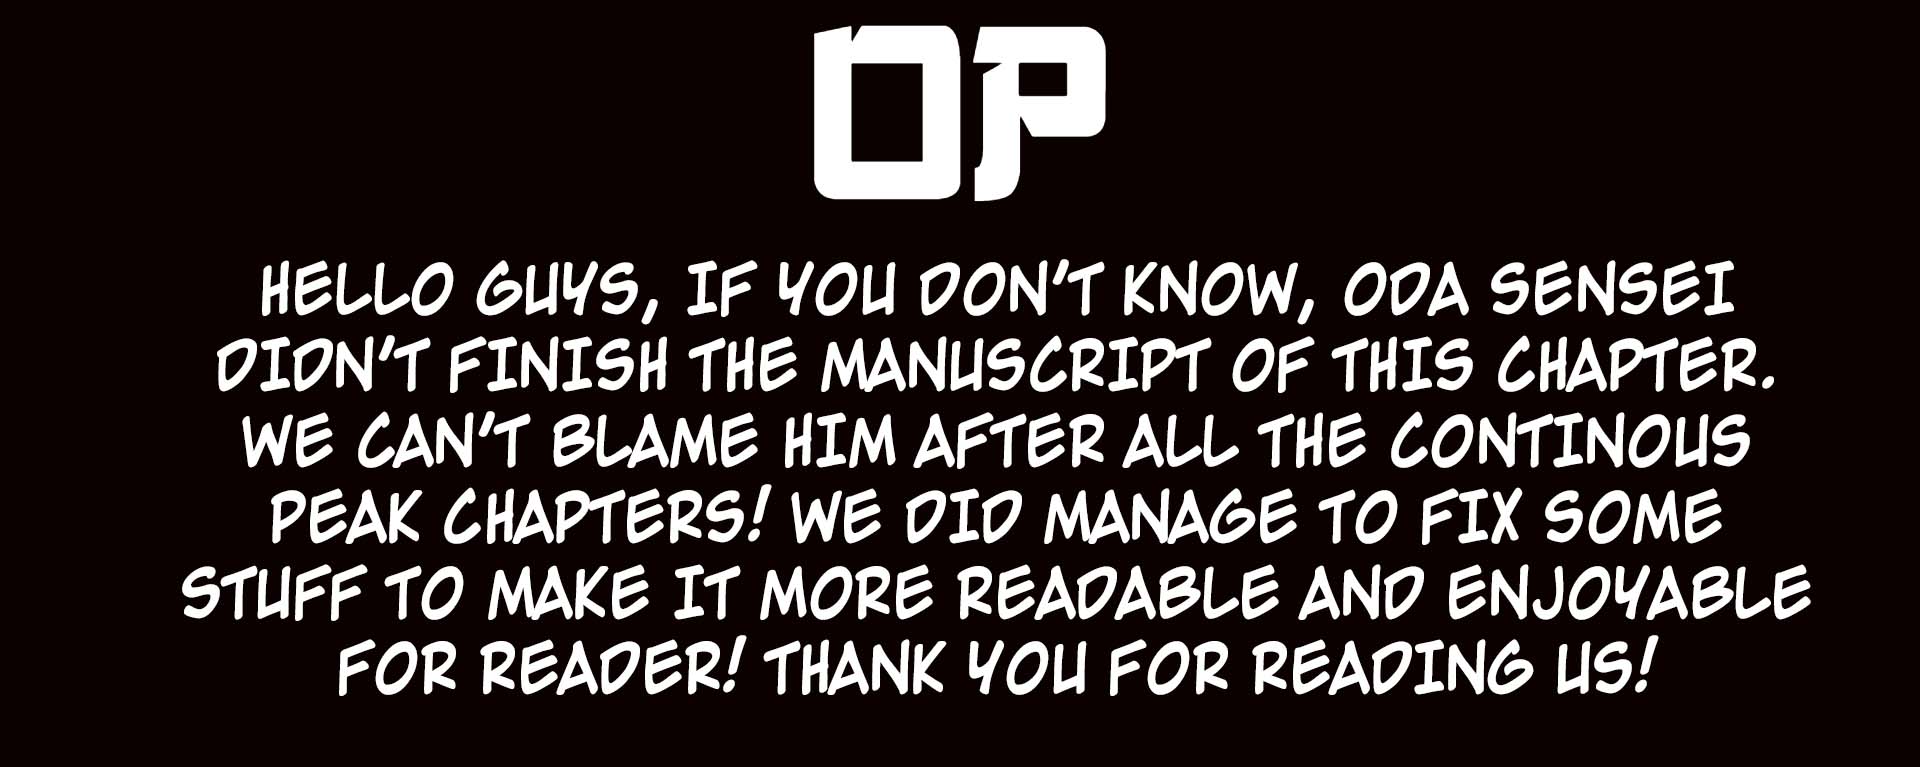 OP
HELLO GUYS, IF YOU DON'T KNOW, ODA SENSEI
DIDN'T FINISH THE MANUSCRIPT OF THIS CHAPTER.
WE CAN'T BLAME HIM AFTER ALL THE CONTINOUS
PEAK CHAPTERS! WE DID MANAGE TO FIX SOME
STUFF TO MAKE IT MORE READABLE AND ENJOYABLE
FOR READER! THANK YOU FOR READING US!